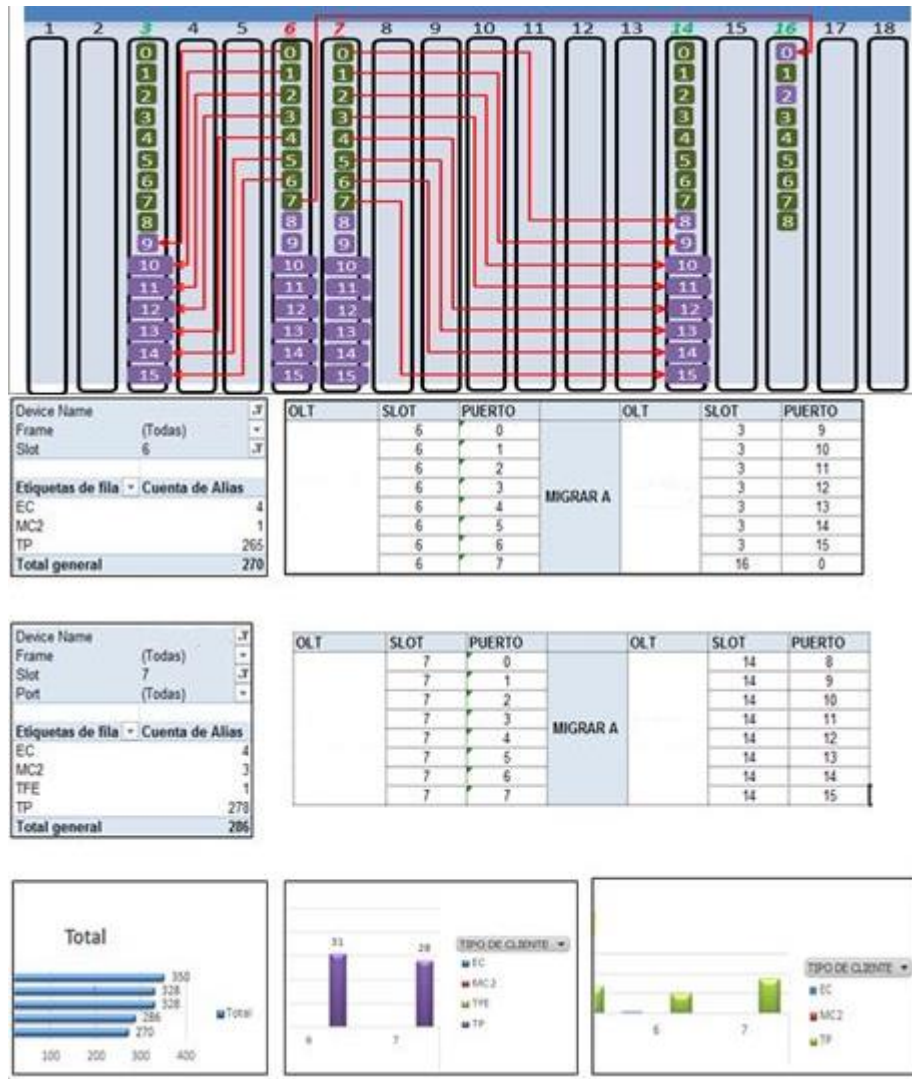 1 2 3 4 5 6 7 8 9 10 11 12 13 14 15 16 17 18
0 0 0 0 0
1 1 1 1 1
2 2 2 2 2
3 3 3 3 3
4 4 4 4 4
5 5 5 5 5
6 6 6 6 6
7 7 7 7 7
8 8 8 8 8
9 9 9 9
10 10 10 10
11 11 11 11
12 12 12 12
13 13 13 13
14 14 14 14
15 15 15 15
Device Name
Frame (Todas)
Slot 6
Etiquetas de fila Cuenta de Alias
EC 4
MC2 1
TP 265
Total general 270
OLT SLOT PUERTO OLT SLOT PUERTO
6 0 3 9
6 1 3 10
6 2 3 11
6 3 3 12
MIGRAR A
6 4 3 13
6 5 3 14
6 6 3 15
6 7 16 0
Device Name
Frame (Todas)
Slot 7
Port (Todas)
Etiquetas de fila Cuenta de Alias
EC 4
MC2 3
TFE 1
TP 278
Total general 286
OLT SLOT PUERTO OLT SLOT PUERTO
7 0 14 8
7 1 14 9
7 2 14 10
7 3 14 11
MIGRAR A
7 4 14 12
7 5 14 13
7 6 14 14
7 7 14 15
Total
350
328
328
286
270
Total
100 200 300 400
31 28
TIPO DE CLIENTE
EC
MC2
TFE
TP
6 7
TIPO DE CLIENTE
EC
MC2
TP
6 7